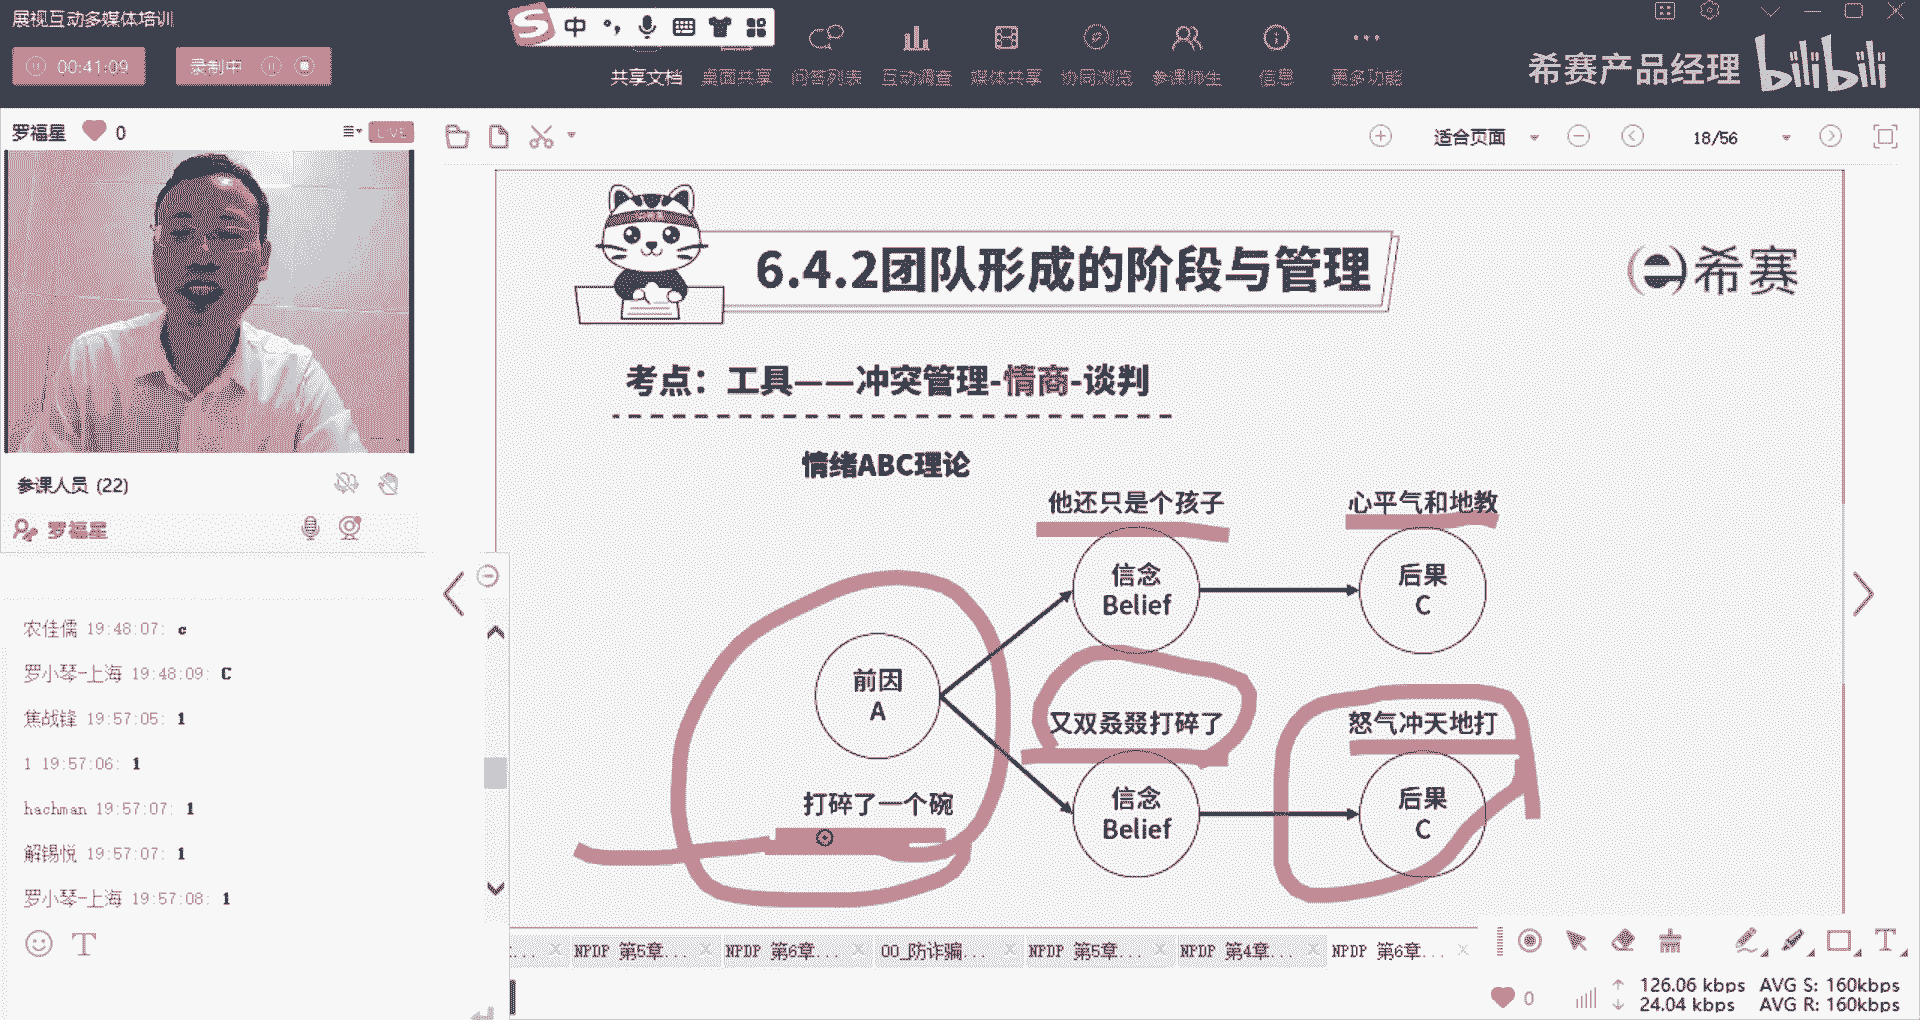 展视互动多媒体培训
中
00:41:09
录制中
共享文档 桌面共享 问答列表 互动调查 媒体共享 协同浏览 参课师生 信息 更多功能
希赛产品经理 bilibili
罗福星 0
LIVE
适合页面
18/56
6.4.2团队形成的阶段与管理
希赛
考点：工具——冲突管理-情商-谈判
情绪ABC理论
他还只是个孩子
心平气和地教
信念
Belief
后果
C
前因
A
打碎了一个碗
又双叒叕打碎了
怒气冲天地打
信念
Belief
后果
C
参课人员 (22)
罗福星
农佳儒 19:48:07: c
罗小琴-上海 19:48:09: C
焦战锋 19:57:05: 1
1 19:57:06: 1
hachman 19:57:07: 1
解锡悦 19:57:07: 1
罗小琴-上海 19:57:08: 1
NPDP 第5章... NPDP 第6章... 00_防诈骗... NPDP 第5章... NPDP 第4章... NPDP 第6章...
0
126.06 kbps AVG S: 160kbps
24.04 kbps AVG R: 160kbps